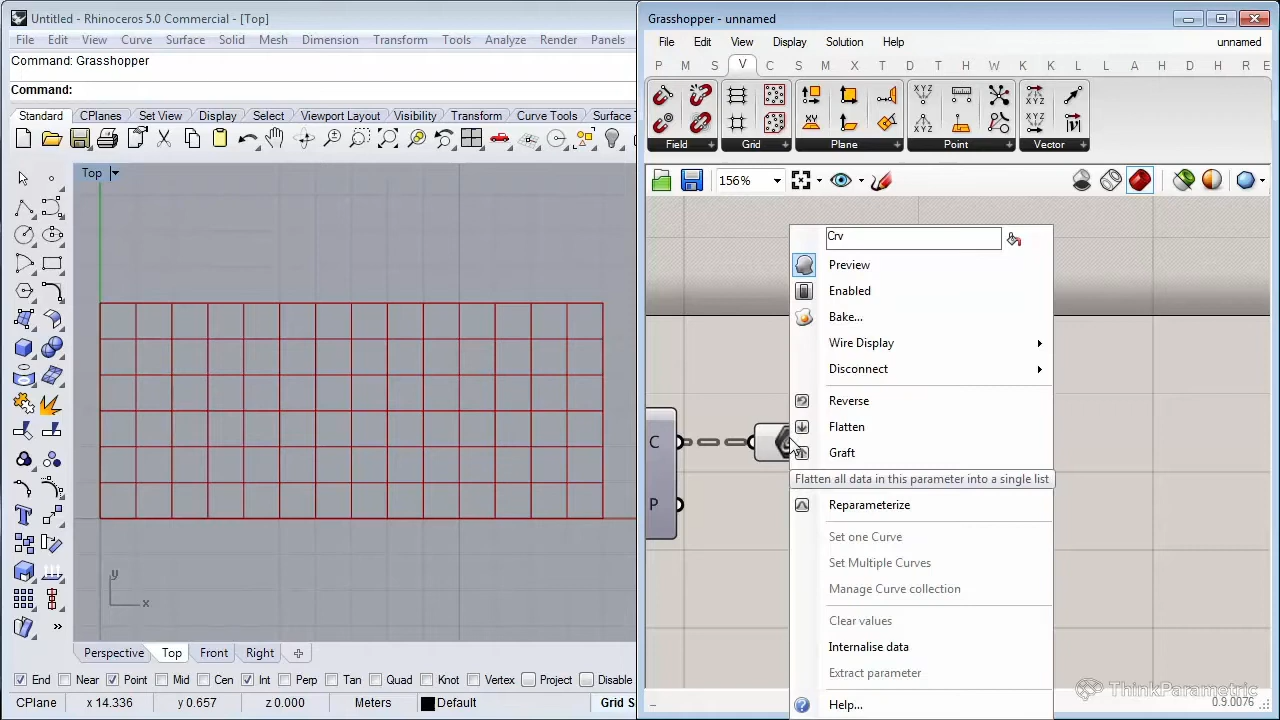 Untitled - Rhinoceros 5.0 Commercial - [Top]
File Edit View Curve Surface Solid Mesh Dimension Transform Tools Analyze Render Panels
Command: Grasshopper
Command:
Standard CPlanes Set View Display Select Viewport Layout Visibility Transform Curve Tools Surface
Top
y
x
Perspective Top Front Right
End Near Point Mid Cen Int Perp Tan Quad Knot Vertex Project Disable
CPlane x -14.316 y 0.657 z 0.000 Meters Default Grid S
Grasshopper - unnamed
File Edit View Display Solution Help unnamed
P M S V C S M X T D T D H K K L L A H D H R E
XYZ
XYZ
XYZ
XYZ
XYZ
XY
Field Grid Plane Point Vector
156%
Crv
Preview
Enabled
Bake...
Wire Display
Disconnect
Reverse
Flatten
Graft
Flatten all data in this parameter into a single list
Reparameterize
Set one Curve
Set Multiple Curves
Manage Curve collection
Clear values
Internalise data
Extract parameter
Help...
C
P
ThinkParametric
0.9.0076